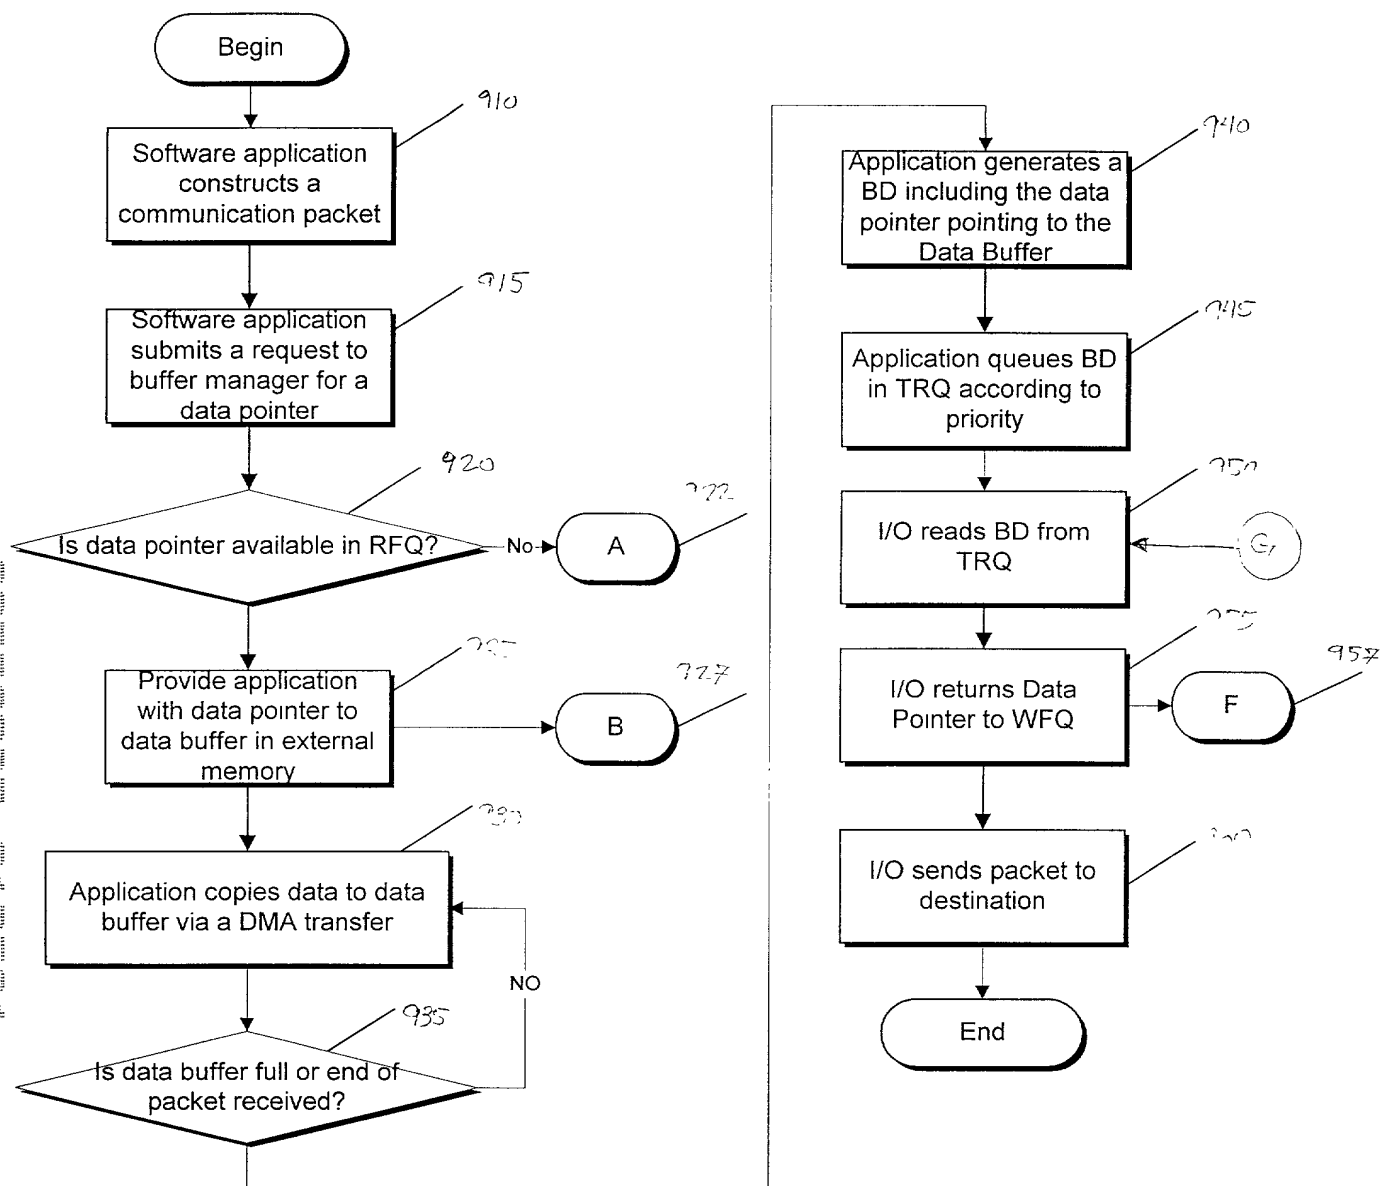 Begin
910
Software application
constructs a
communication packet
915
Software application
submits a request to
buffer manager for a
data pointer
920
Is data pointer available in RFQ?
No
A
Provide application
with data pointer to
data buffer in external
memory
927
B
Application copies data to data
buffer via a DMA transfer
NO
935
Is data buffer full or end of
packet received?
940
Application generates a
BD including the data
pointer pointing to the
Data Buffer
945
Application queues BD
in TRQ according to
priority
950
I/O reads BD from
TRQ
G
I/O returns Data
Pointer to WFQ
957
F
I/O sends packet to
destination
End